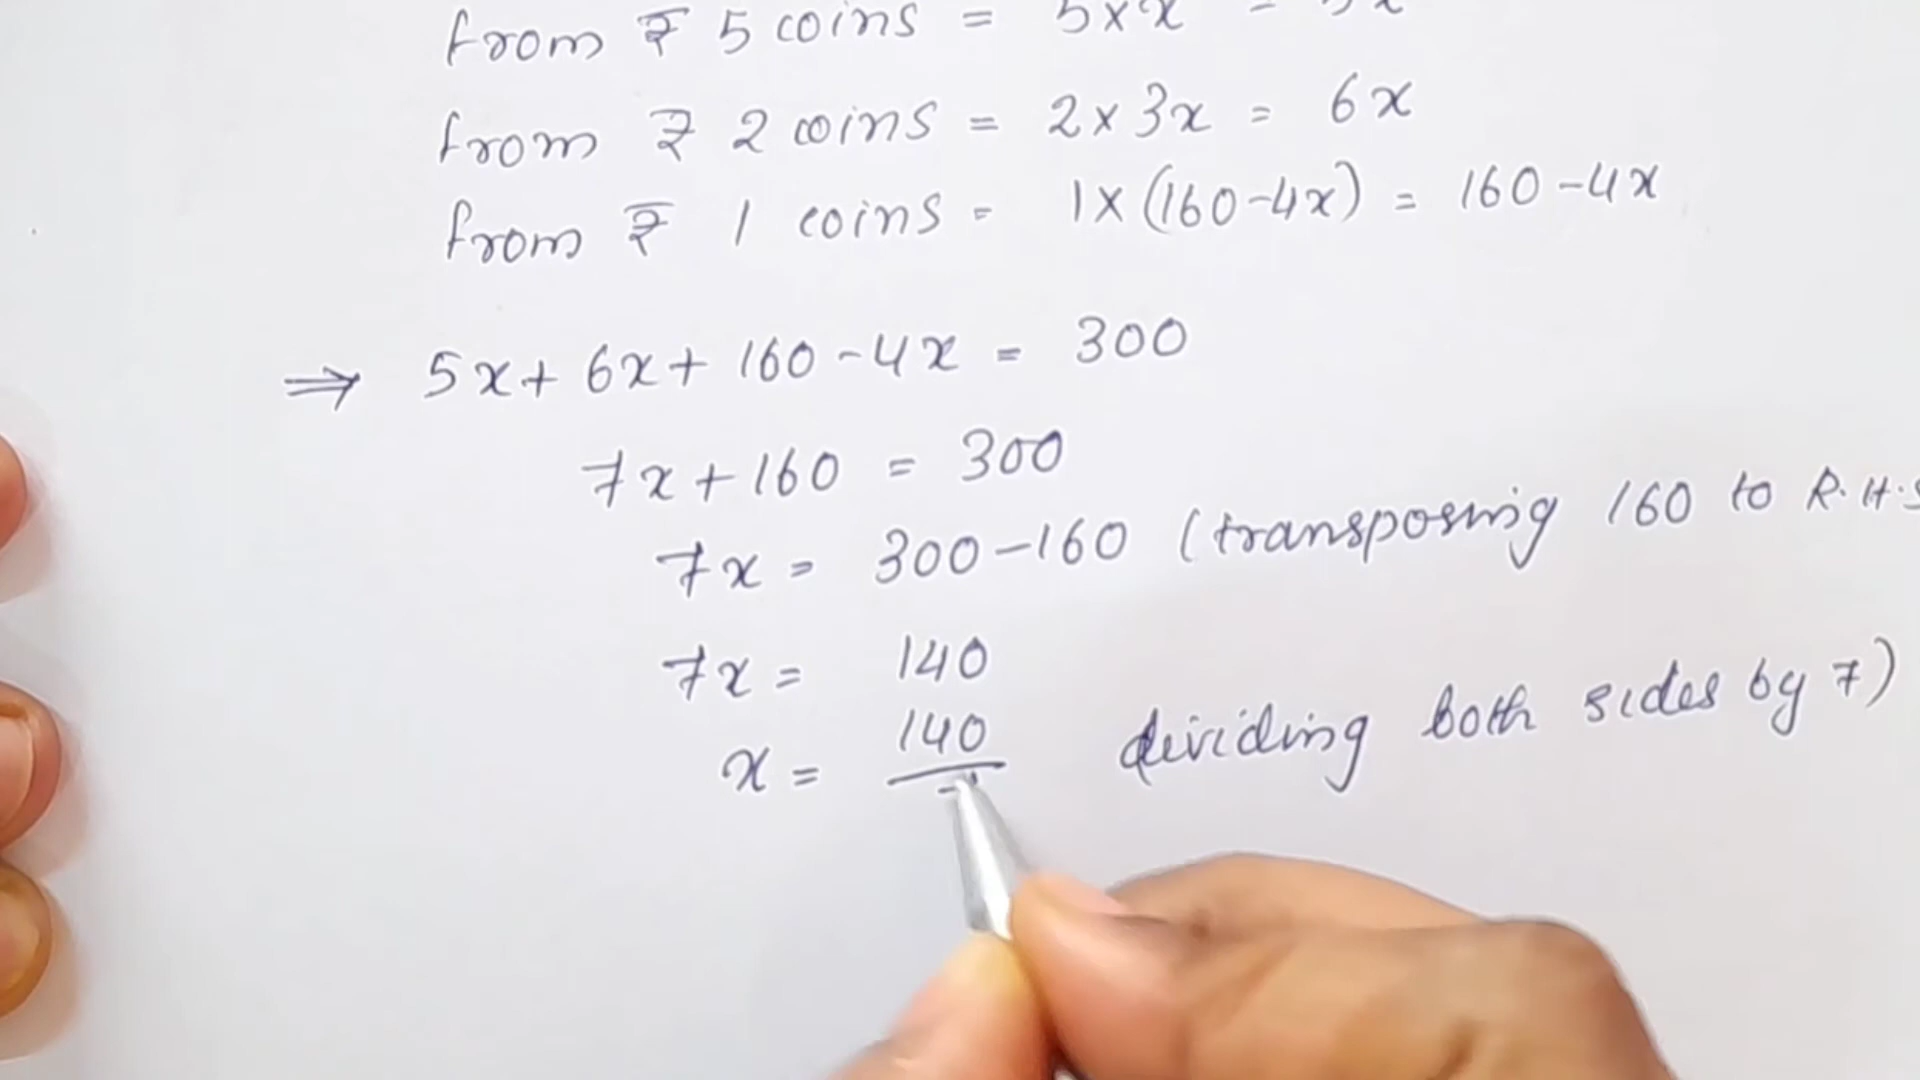 from ₹ 5 coins = 5×x = 5x
from ₹ 2 coins = 2×3x = 6x
from ₹ 1 coins = 1×(160-4x) = 160-4x
⇒ 5x+6x+160-4x = 300
7x+160 = 300
7x = 300-160 (transposing 160 to R.H.S
7x = 140
x = 140/7 dividing both sides by 7)